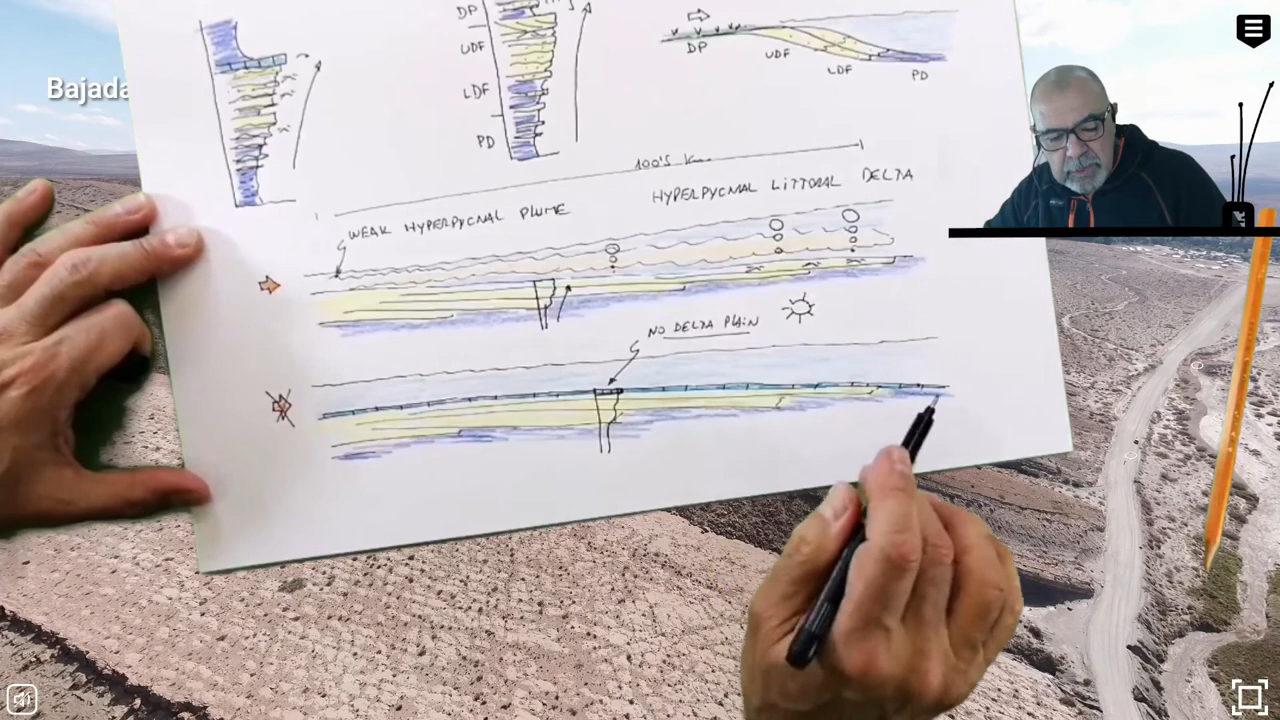 DP
UDF
LDF
PD
DP
UDF
LDF
PD
Bajada
100'S Km
WEAK HYPERPYCNAL PLUME
HYPERPYCNAL LITTORAL DELTA
NO DELTA PLAIN